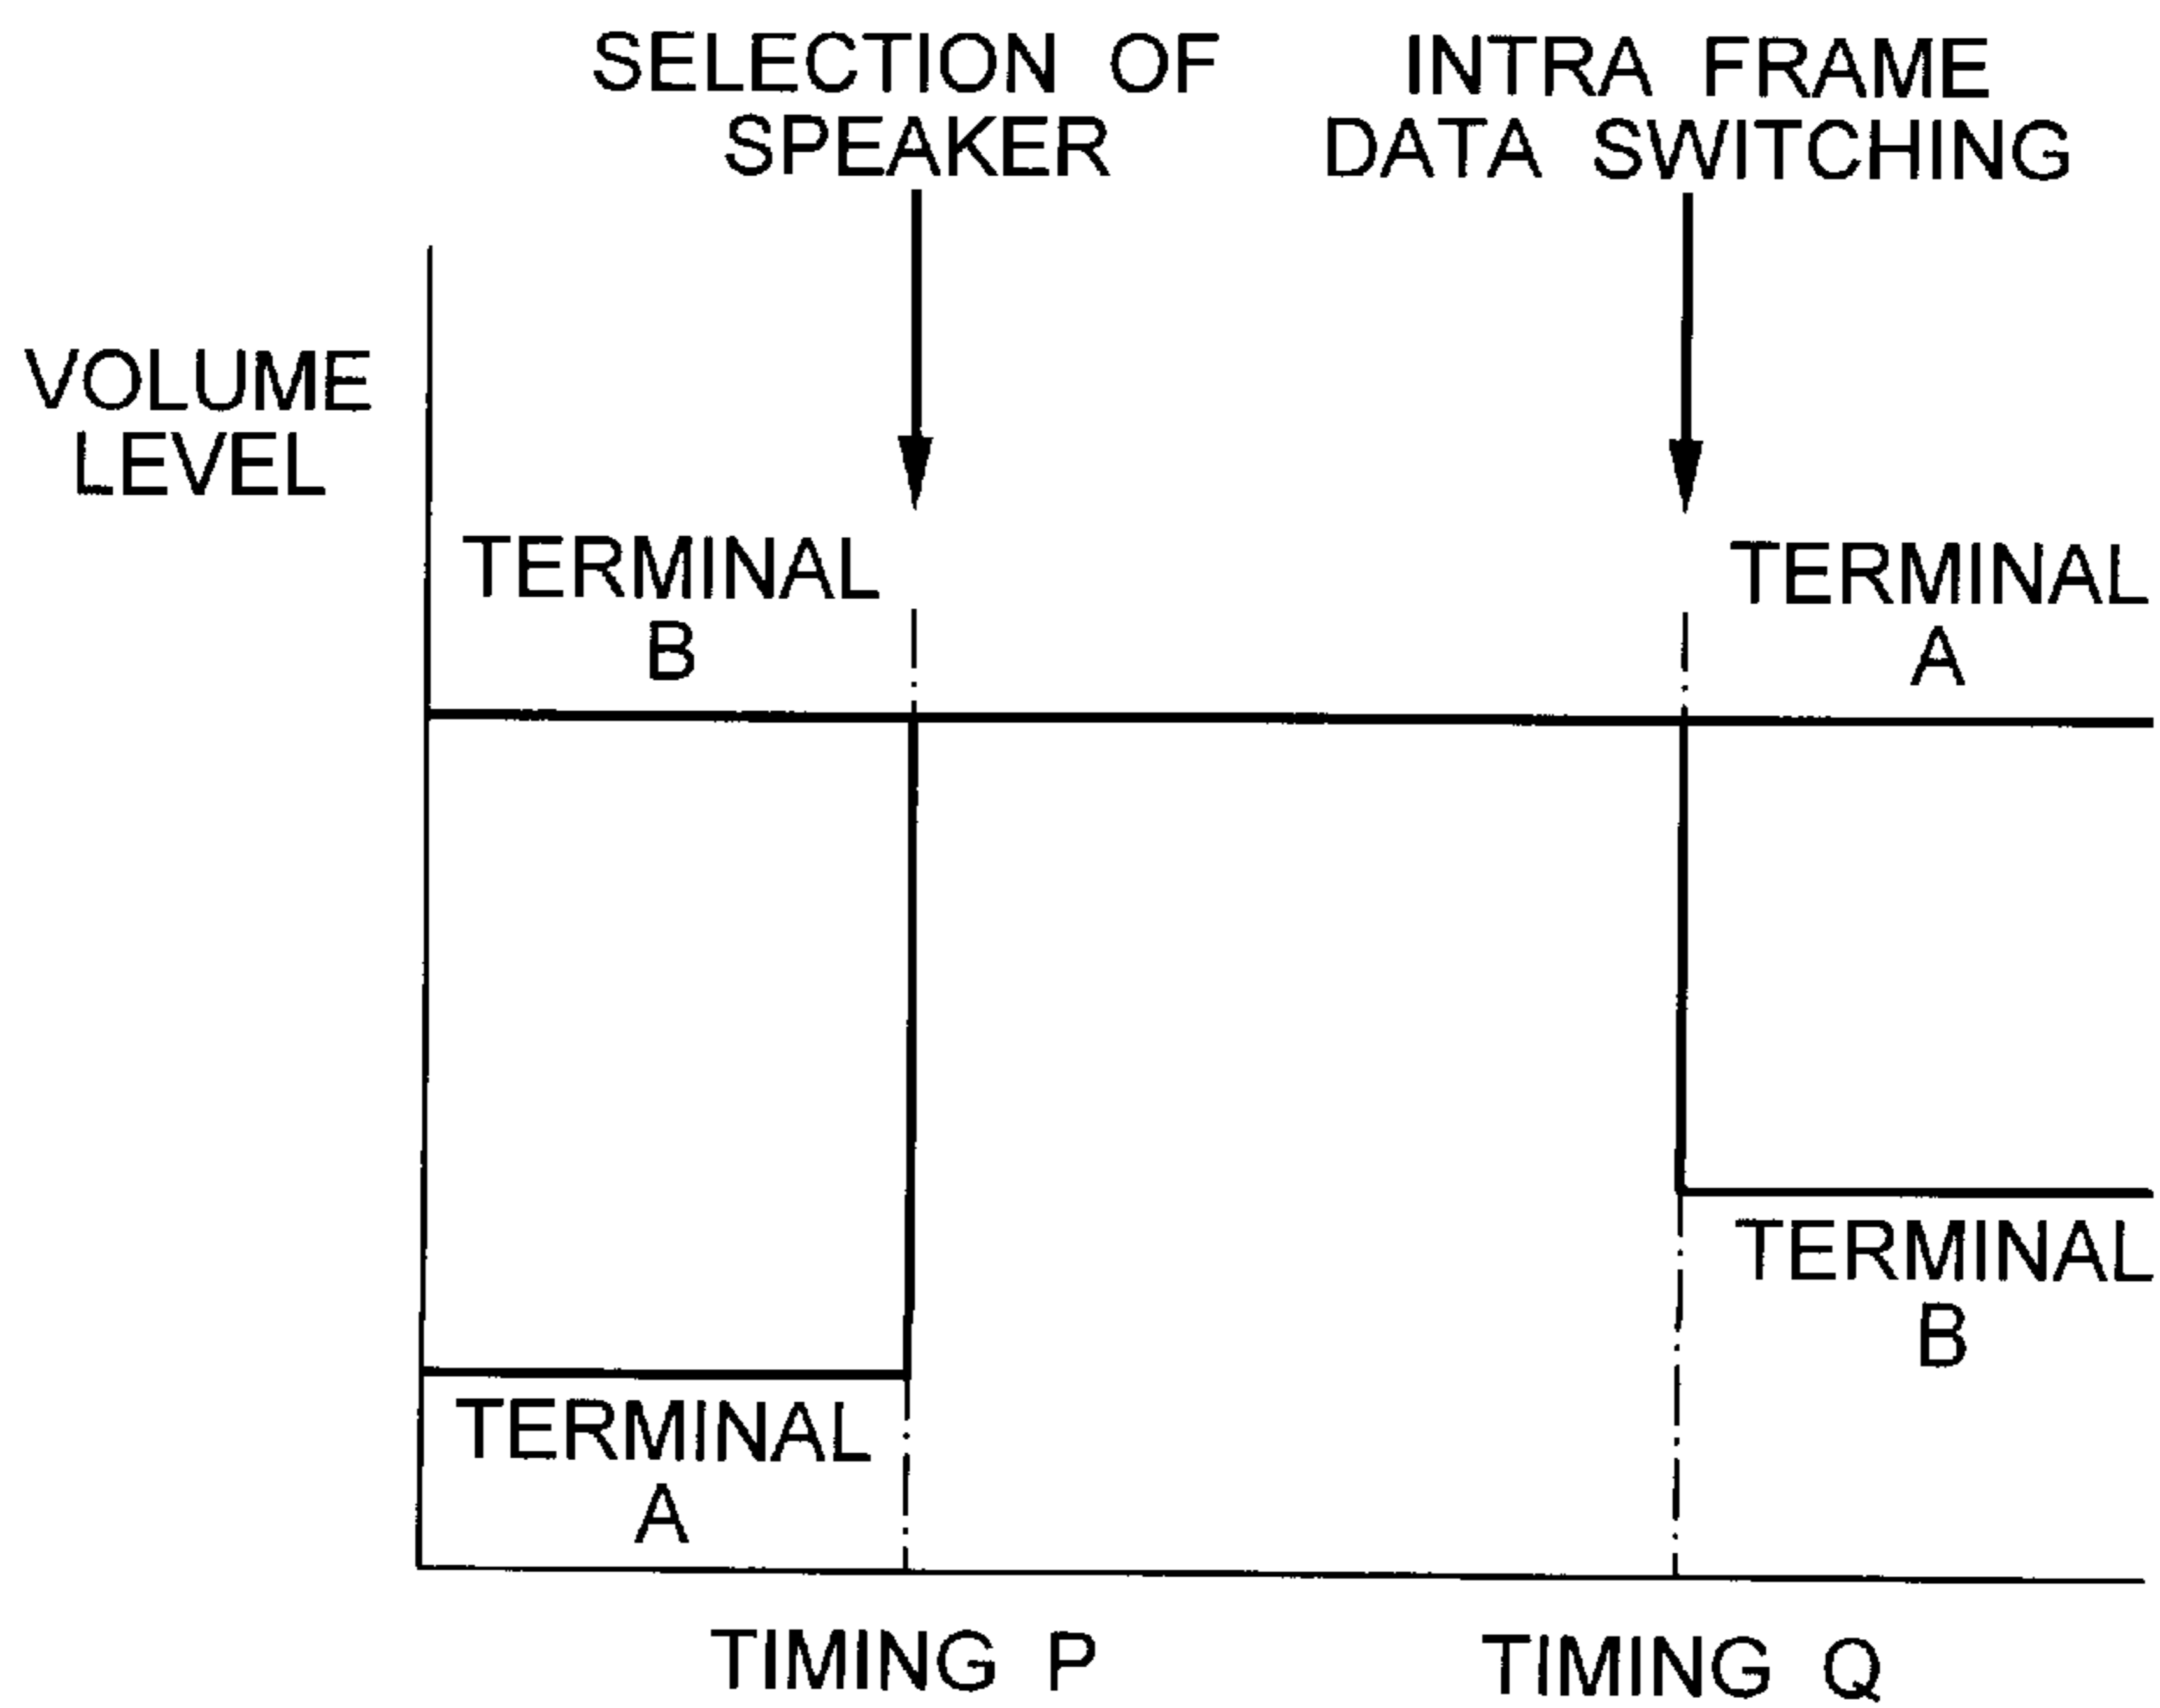 SELECTION OF
SPEAKER
INTRA FRAME
DATA SWITCHING
VOLUME
LEVEL
TERMINAL
B
TERMINAL
A
TERMINAL
B
TERMINAL
A
TIMING P
TIMING Q